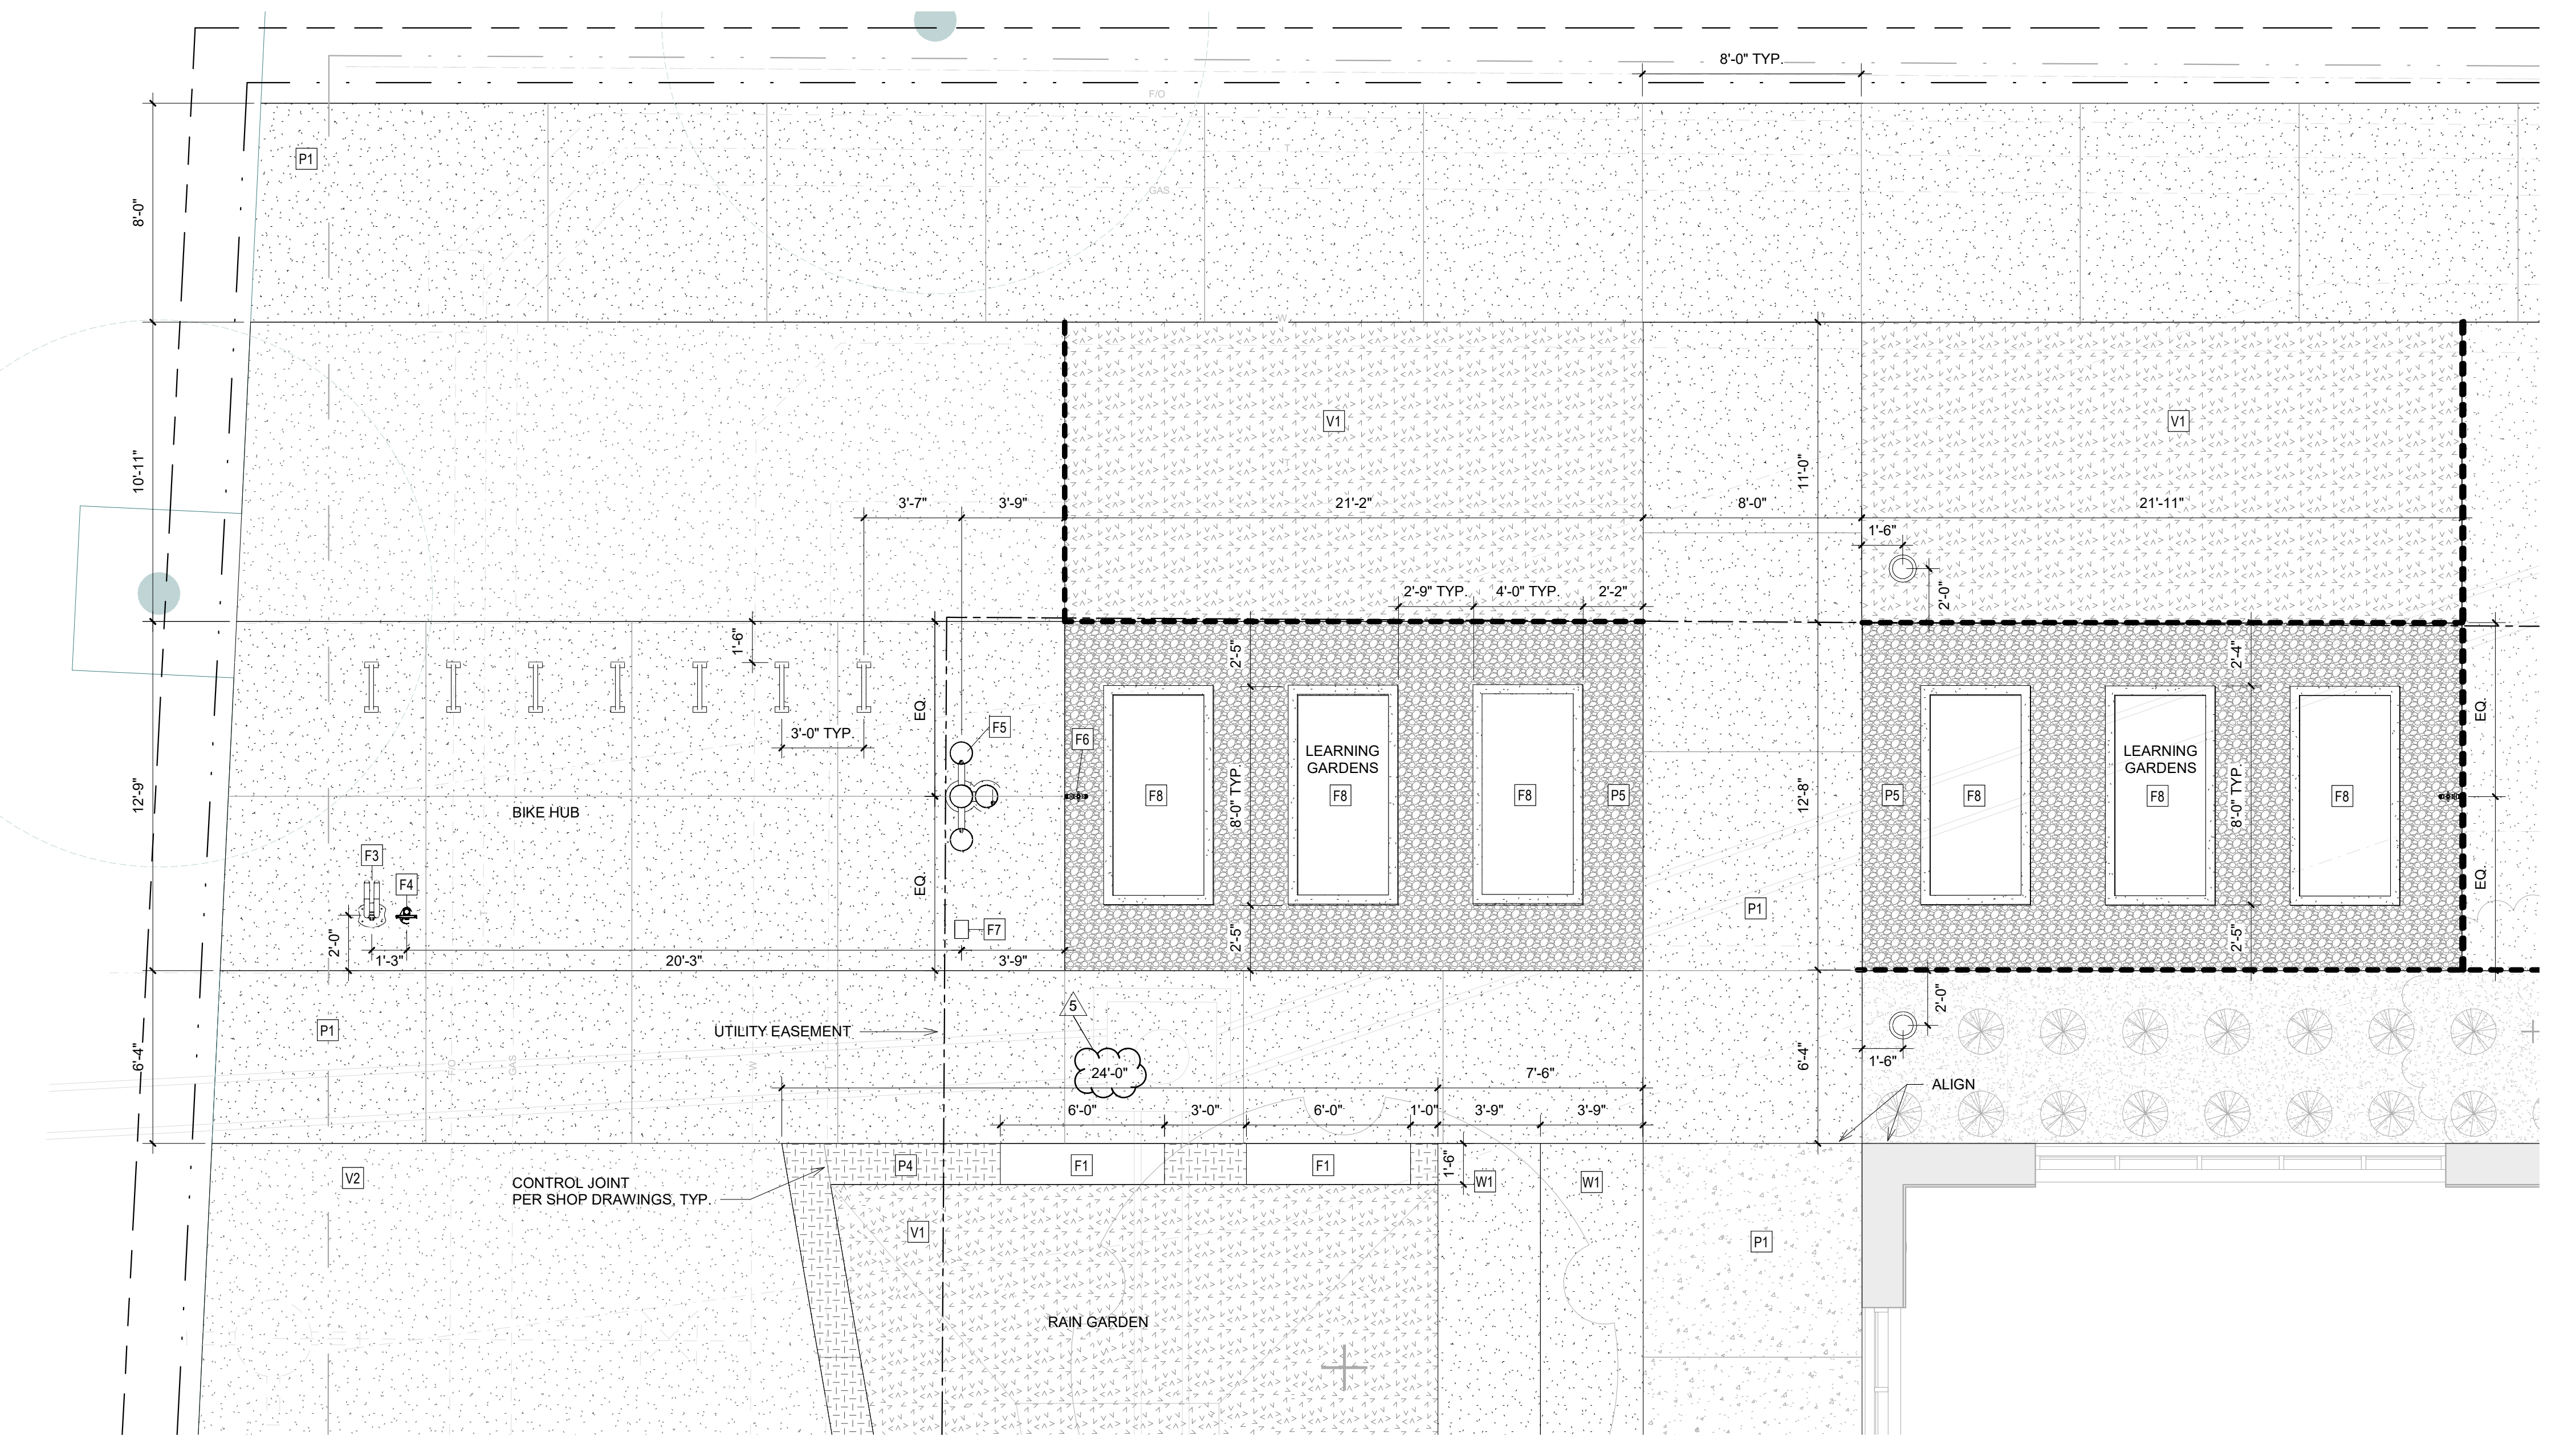 8'-0" TYP.
F/O
P1
T
GAS
8'-0"
W
V1
V1
10'-11"
11'-0"
3'-7"
3'-9"
21'-2"
8'-0"
21'-11"
1'-6"
2'-9" TYP.
4'-0" TYP.
2'-2"
2'-0"
1'-6"
2'-5"
2'-4"
EQ.
EQ.
3'-0" TYP.
F5
F6
LEARNING
GARDENS
LEARNING
GARDENS
12'-9"
BIKE HUB
8'-0" TYP.
F8
F8
F8
P5
12'-8"
P5
F8
F8
8'-0" TYP.
F8
F3
F4
EQ.
EQ.
P1
F7
2'-0"
2'-5"
2'-5"
1'-3"
20'-3"
3'-9"
2'-0"
5
P1
UTILITY EASEMENT
6'-4"
F/O
GAS
W
24'-0"
7'-6"
6'-4"
1'-6"
ALIGN
6'-0"
3'-0"
6'-0"
1'-0"
3'-9"
3'-9"
V2
CONTROL JOINT
PER SHOP DRAWINGS, TYP.
P4
F1
F1
1'-6"
W1
W1
V1
P1
RAIN GARDEN